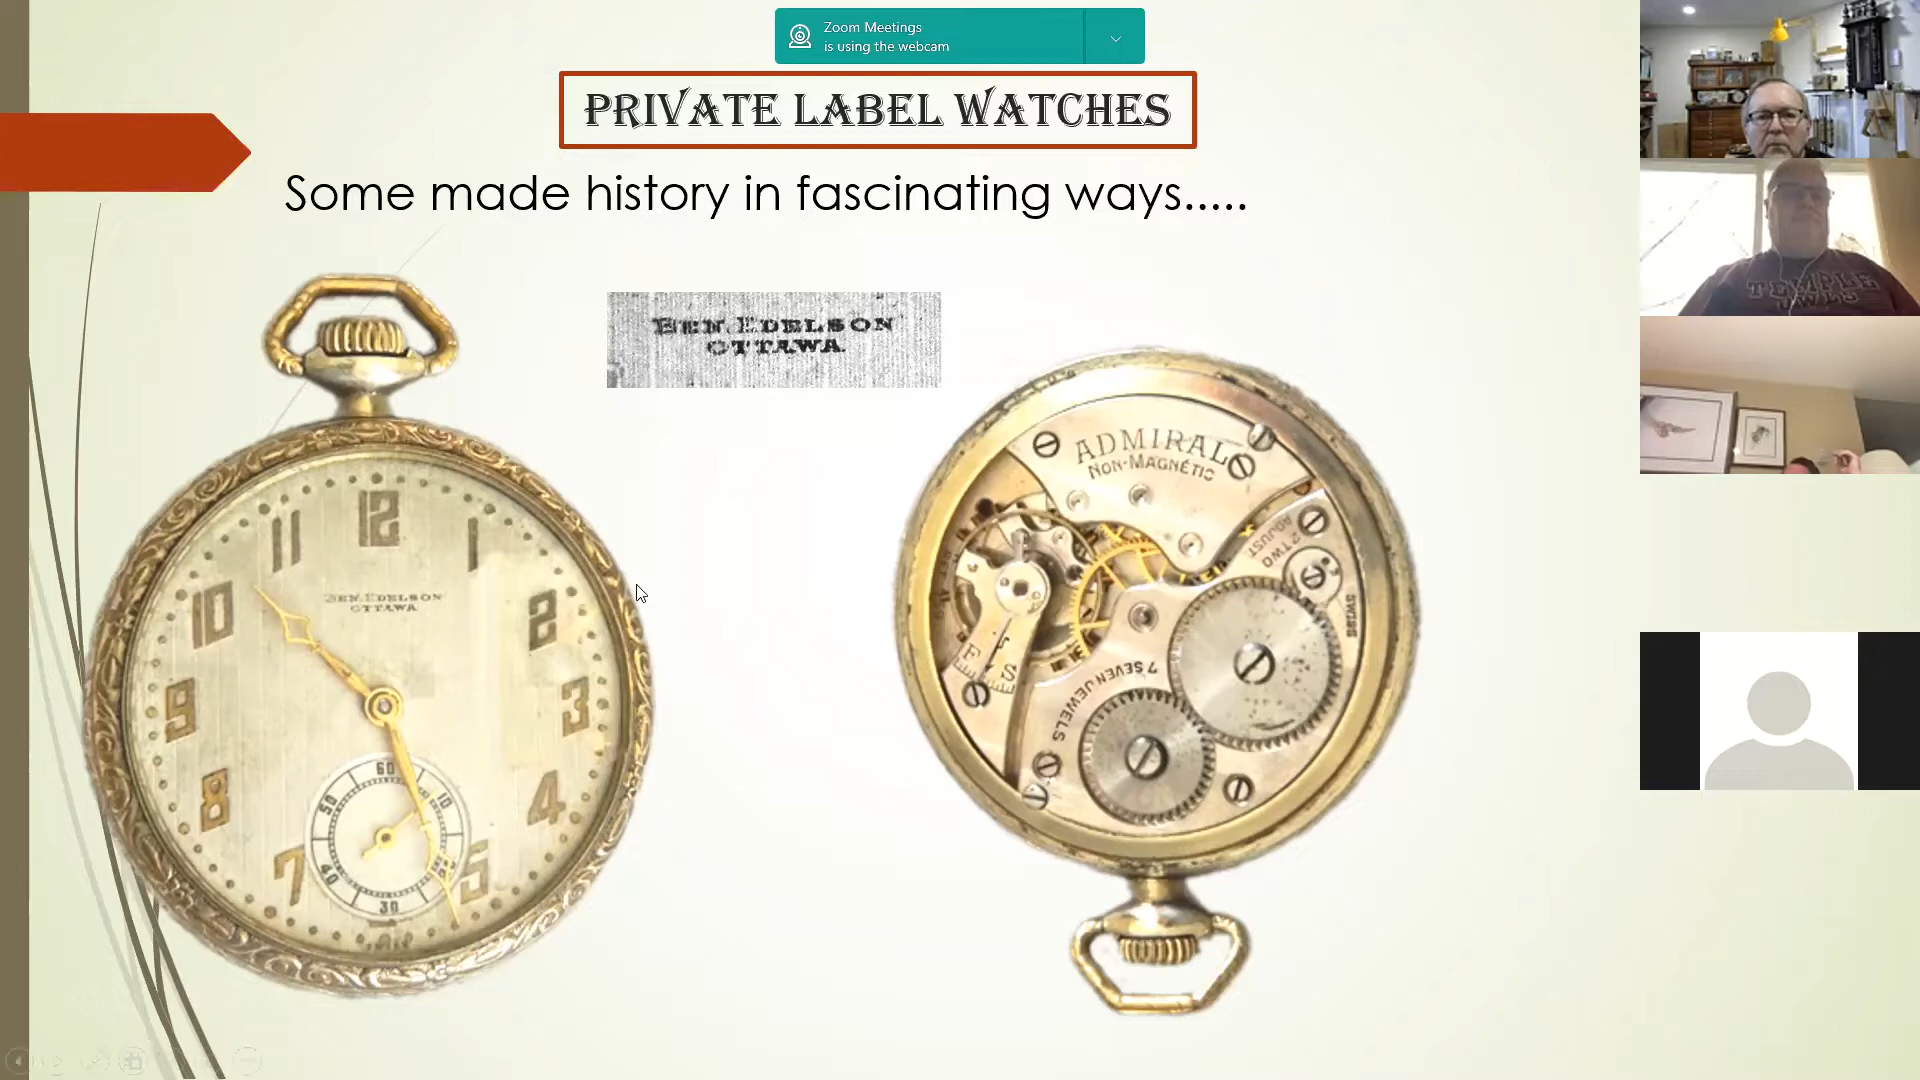 Zoom Meetings
is using the webcam
PRIVATE LABEL WATCHES
Some made history in fascinating ways.....
BEN. EDELSON
OTTAWA.
12
11
1
10
2
BEN. EDELSON
OTTAWA.
9
3
8
4
7
5
60
50
10
40
30
ADMIRAL
NON-MAGNETIC
ADJUST
2 TWO
SWISS
7 SEVEN JEWELS
F
S
TEMPLE
OWLS